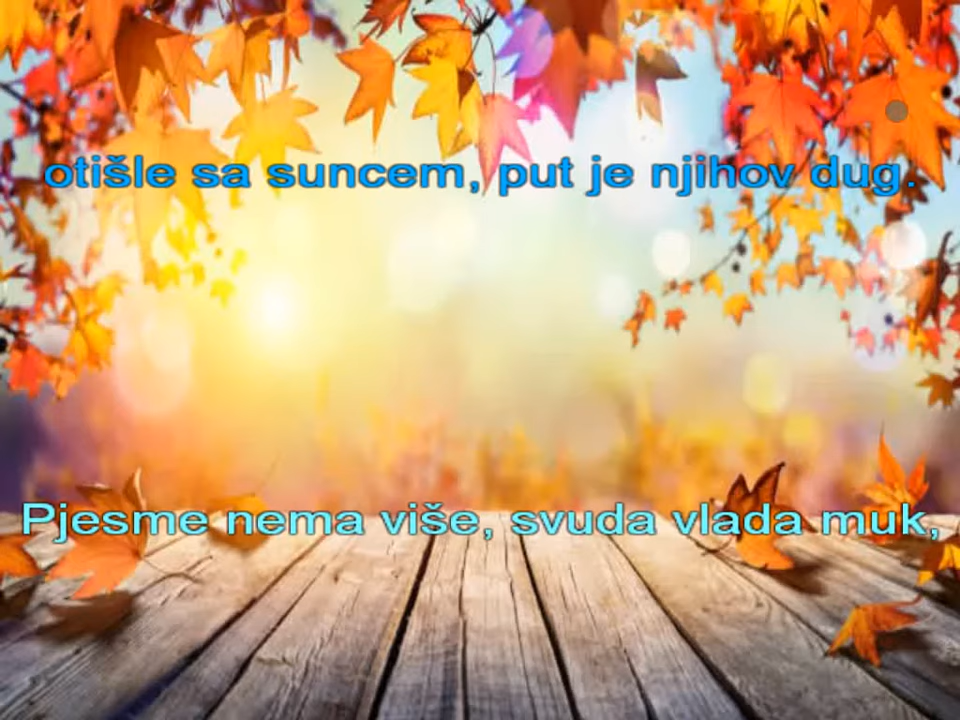 otišle sa suncem, put je njihov dug.
Pjesme nema više, svuda vlada muk,